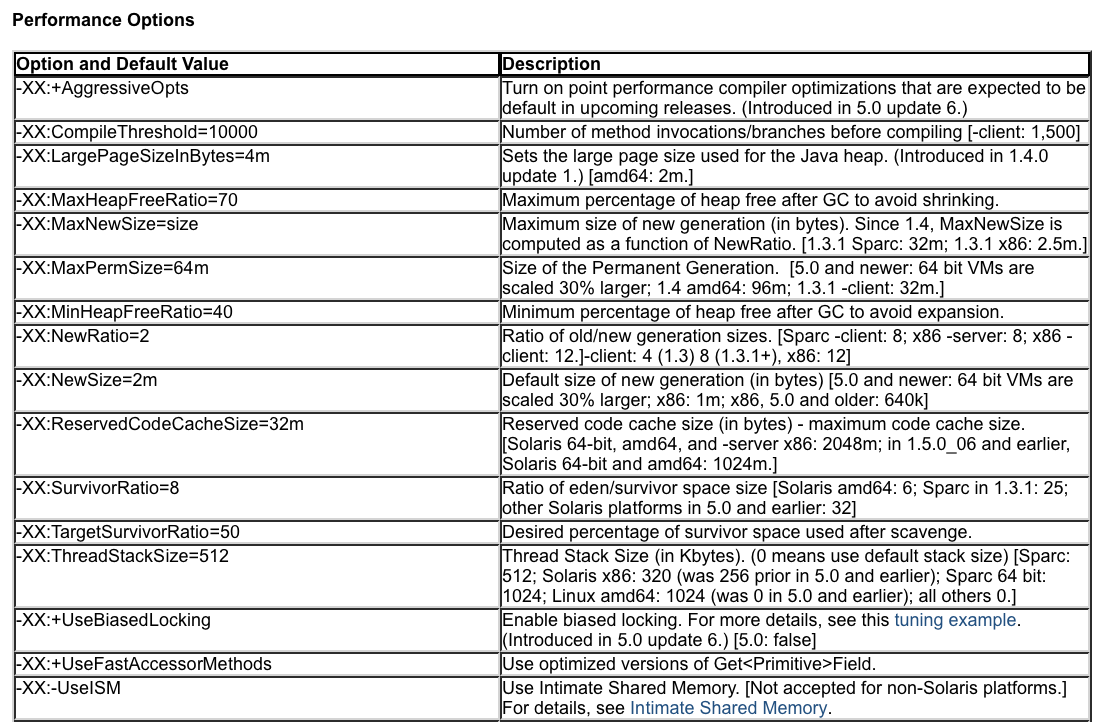 Performance Options
Option and Default Value
Description
-XX:+AggressiveOpts
Turn on point performance compiler optimizations that are expected to be
default in upcoming releases. (Introduced in 5.0 update 6.)
-XX:CompileThreshold=10000
Number of method invocations/branches before compiling [-client: 1,500]
-XX:LargePageSizeInBytes=4m
Sets the large page size used for the Java heap. (Introduced in 1.4.0
update 1.) [amd64: 2m.]
-XX:MaxHeapFreeRatio=70
Maximum percentage of heap free after GC to avoid shrinking.
-XX:MaxNewSize=size
Maximum size of new generation (in bytes). Since 1.4, MaxNewSize is
computed as a function of NewRatio. [1.3.1 Sparc: 32m; 1.3.1 x86: 2.5m.]
-XX:MaxPermSize=64m
Size of the Permanent Generation.  [5.0 and newer: 64 bit VMs are
scaled 30% larger; 1.4 amd64: 96m; 1.3.1 -client: 32m.]
-XX:MinHeapFreeRatio=40
Minimum percentage of heap free after GC to avoid expansion.
-XX:NewRatio=2
Ratio of old/new generation sizes. [Sparc -client: 8; x86 -server: 8; x86 -
client: 12.]-client: 4 (1.3) 8 (1.3.1+), x86: 12]
-XX:NewSize=2m
Default size of new generation (in bytes) [5.0 and newer: 64 bit VMs are
scaled 30% larger; x86: 1m; x86, 5.0 and older: 640k]
-XX:ReservedCodeCacheSize=32m
Reserved code cache size (in bytes) - maximum code cache size.
[Solaris 64-bit, amd64, and -server x86: 2048m; in 1.5.0_06 and earlier,
Solaris 64-bit and amd64: 1024m.]
-XX:SurvivorRatio=8
Ratio of eden/survivor space size [Solaris amd64: 6; Sparc in 1.3.1: 25;
other Solaris platforms in 5.0 and earlier: 32]
-XX:TargetSurvivorRatio=50
Desired percentage of survivor space used after scavenge.
-XX:ThreadStackSize=512
Thread Stack Size (in Kbytes). (0 means use default stack size) [Sparc:
512; Solaris x86: 320 (was 256 prior in 5.0 and earlier); Sparc 64 bit:
1024; Linux amd64: 1024 (was 0 in 5.0 and earlier); all others 0.]
-XX:+UseBiasedLocking
Enable biased locking. For more details, see this tuning example.
(Introduced in 5.0 update 6.) [5.0: false]
-XX:+UseFastAccessorMethods
Use optimized versions of Get<Primitive>Field.
-XX:-UseISM
Use Intimate Shared Memory. [Not accepted for non-Solaris platforms.]
For details, see Intimate Shared Memory.